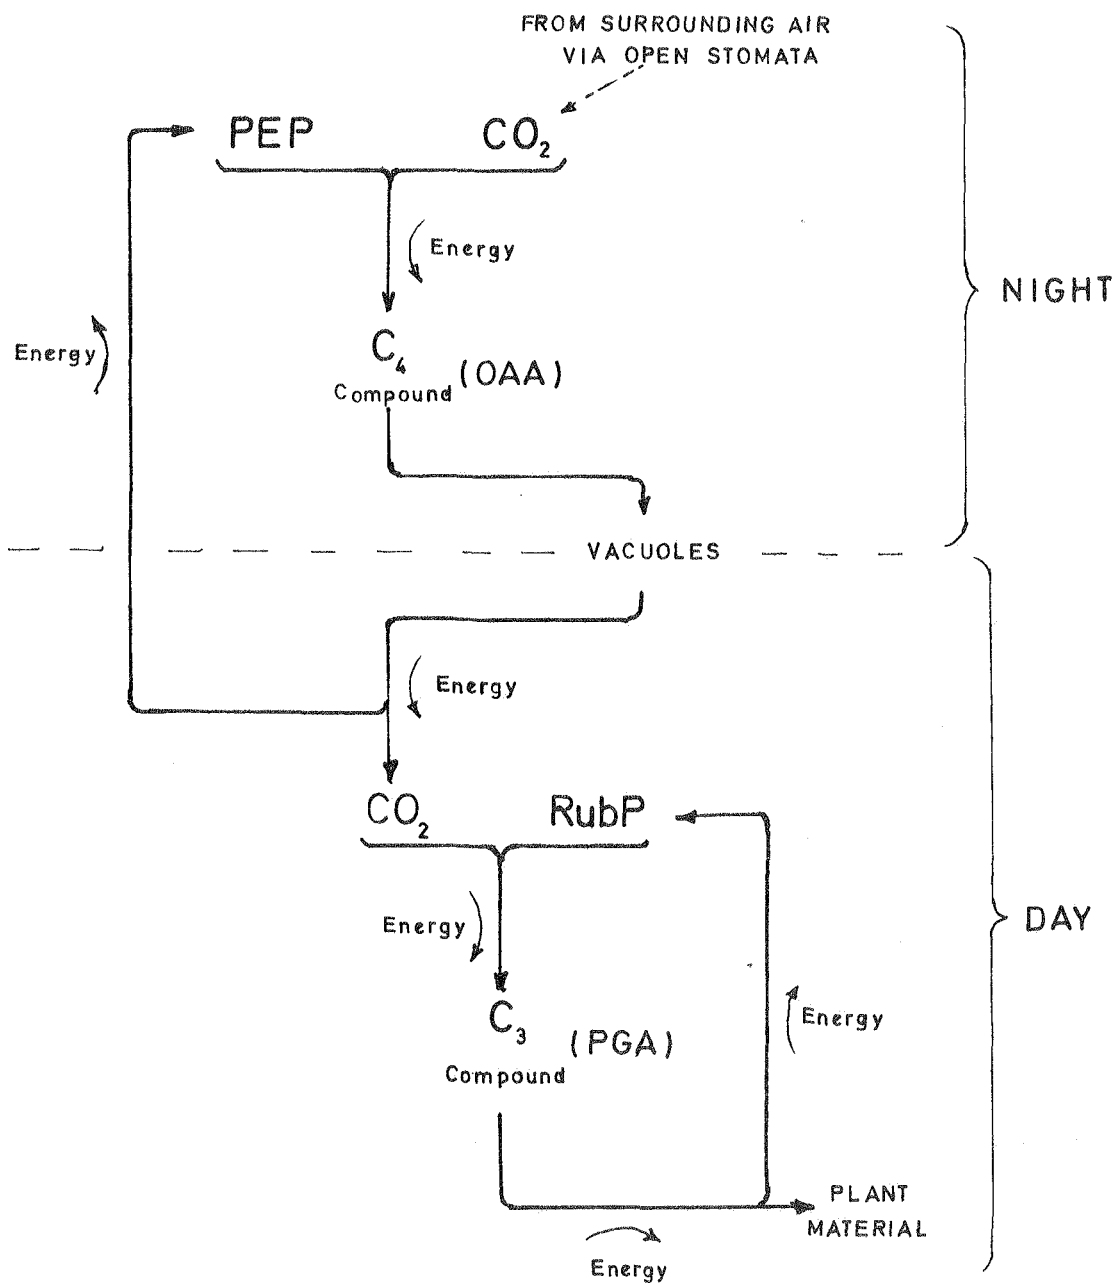 FROM SURROUNDING AIR
VIA OPEN STOMATA
PEP CO₂
Energy
NIGHT
Energy
C₄
(OAA)
Compound
VACUOLES
Energy
CO₂ RubP
Energy
DAY
C₃
(PGA)
Energy
Compound
PLANT
MATERIAL
Energy